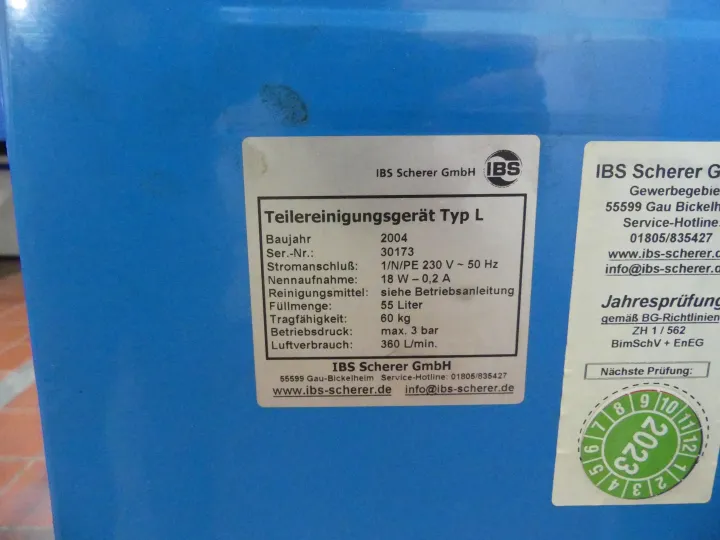 IBS Scherer GmbH IBS
Teilereinigungsgerät Typ L
Baujahr 2004
Ser.-Nr.: 30173
Stromanschluß: 1/N/PE 230 V ~ 50 Hz
Nennaufnahme: 18 W – 0,2 A
Reinigungsmittel: siehe Betriebsanleitung
Füllmenge: 55 Liter
Tragfähigkeit: 60 kg
Betriebsdruck: max. 3 bar
Luftverbrauch: 360 L/min.
IBS Scherer GmbH
55599 Gau-Bickelheim Service-Hotline: 01805/835427
www.ibs-scherer.de info@ibs-scherer.de
IBS Scherer G
Gewerbegebie
55599 Gau Bickelh
Service-Hotline:
01805/835427
www.ibs-scherer.
info@ibs-scherer.
Jahresprüfung
gemäß BG-Richtlinien
ZH 1 / 562
BimSchV + EnEG
Nächste Prüfung:
1 2 3 4 5 6 7 8 9 10 11 12
2023